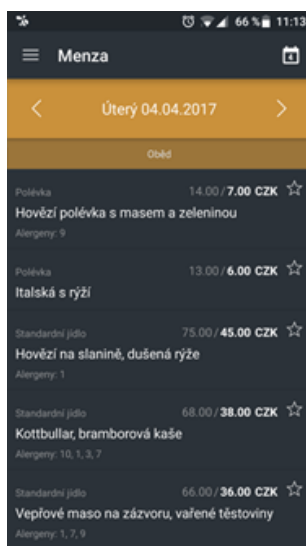 66 % 11:13
Menza
4
Úterý 04.04.2017
Oběd
Polévka 14.00/7.00 CZK
Hovězí polévka s masem a zeleninou
Alergeny: 9
Polévka 13.00/6.00 CZK
Italská s rýží
Standardní jídlo 75.00/45.00 CZK
Hovězí na slanině, dušená rýže
Alergeny: 1
Standardní jídlo 68.00/38.00 CZK
Kottbullar, bramborová kaše
Alergeny: 10, 1, 3, 7
Standardní jídlo 66.00/36.00 CZK
Vepřové maso na zázvoru, vařené těstoviny
Alergeny: 1, 7, 9